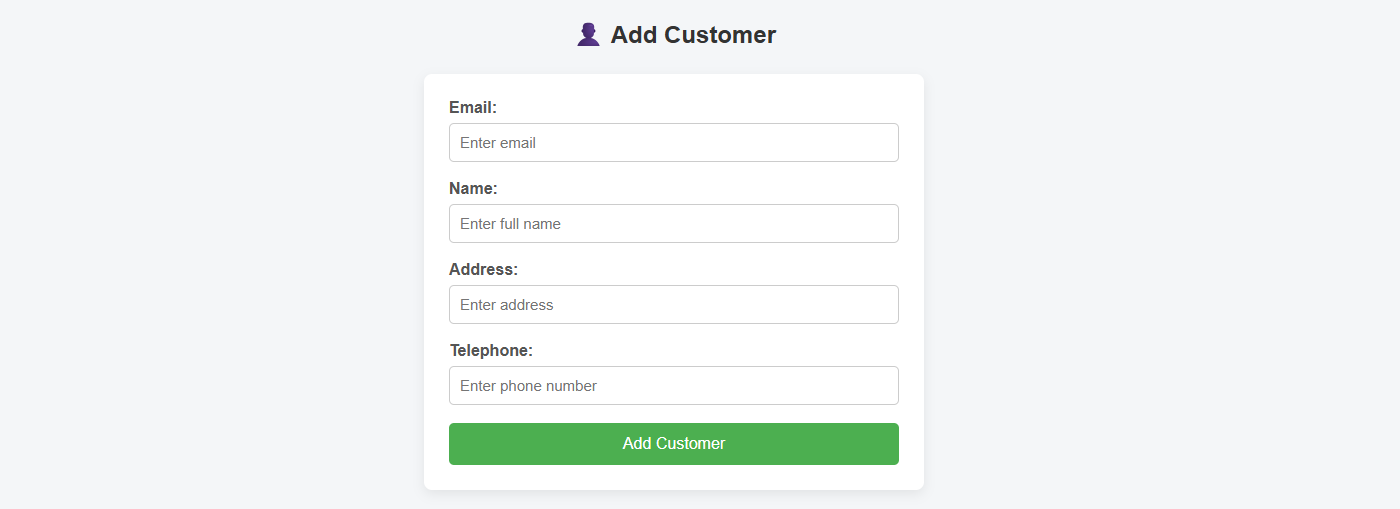 👤 Add Customer
Email:
Enter email
Name:
Enter full name
Address:
Enter address
Telephone:
Enter phone number
Add Customer